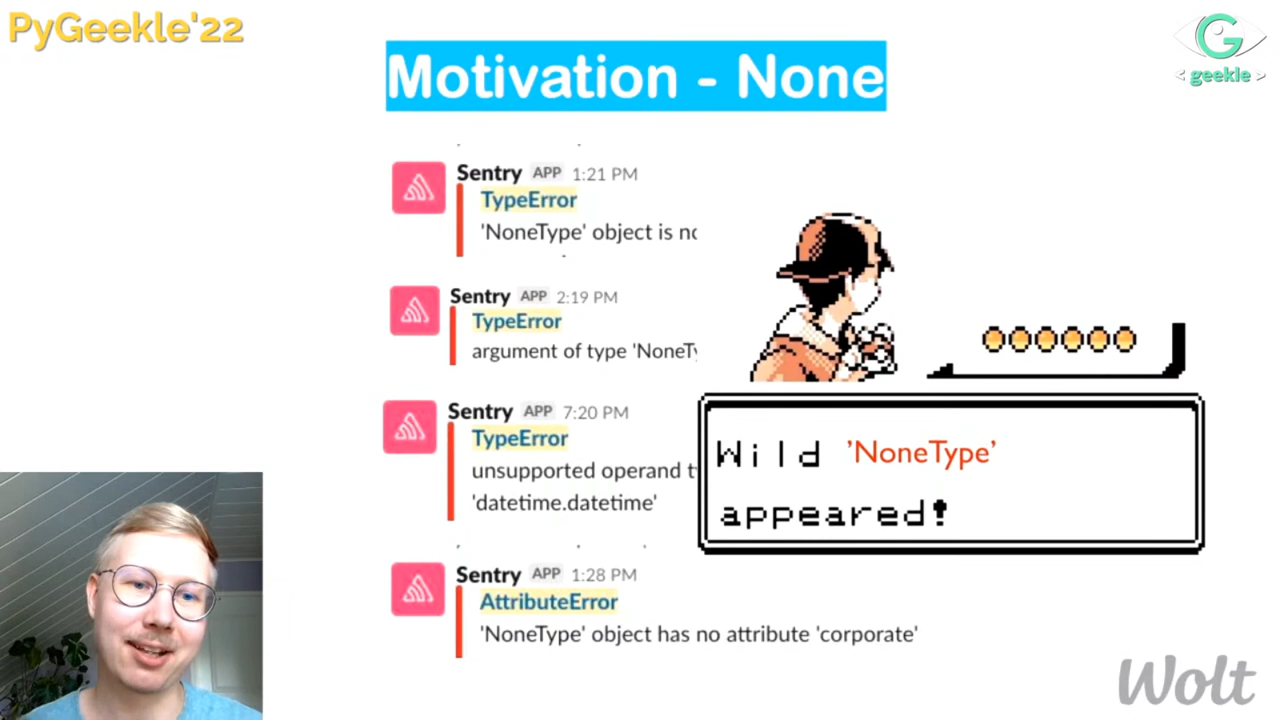 PyGeekle'22
G
< geekle >
Motivation - None
Sentry APP 1:21 PM
TypeError
'NoneType' object is
Sentry APP 2:19 PM
TypeError
argument of type
Sentry APP 7:20 PM
TypeError
unsupported operand
'datetime.datetime'
Wild 'NoneType'
appeared!
Sentry APP 1:28 PM
AttributeError
'NoneType' object has no attribute 'corporate'
Wolt